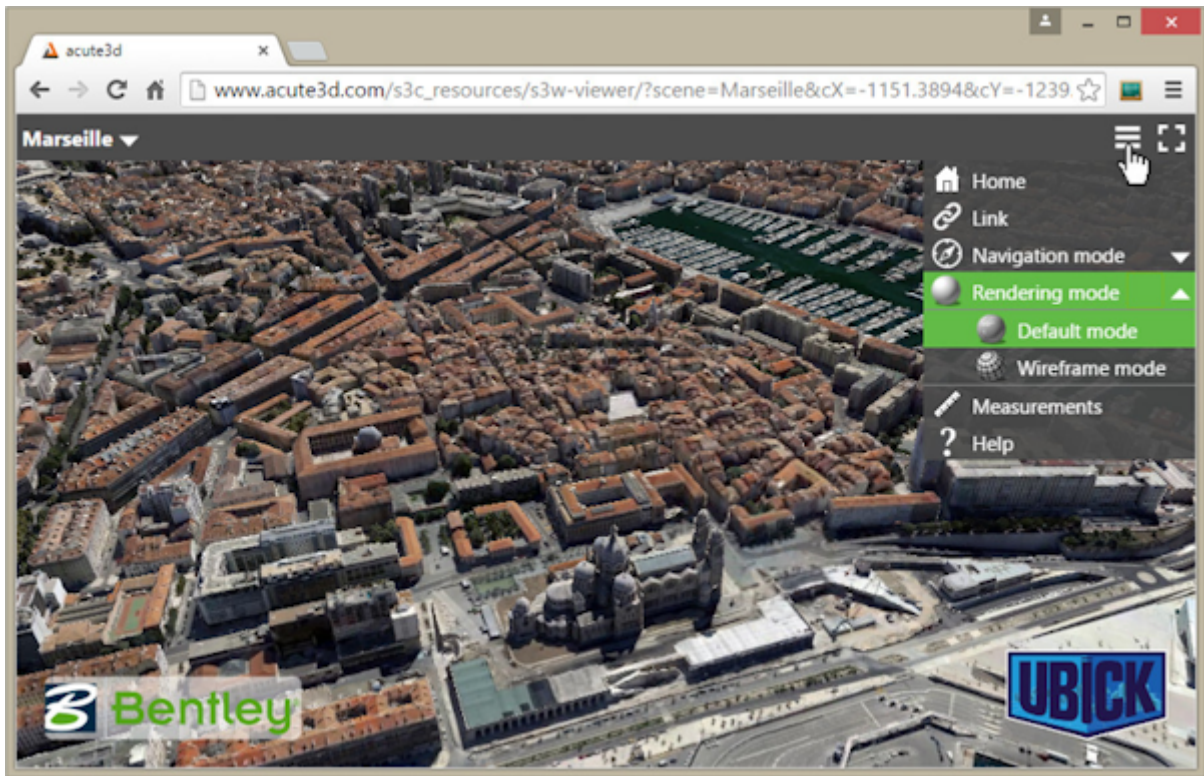 acute3d
www.acute3d.com/s3c_resources/s3w-viewer/?scene=Marseille&cX=-1151.3894&cY=-1239
Marseille
Home
Link
Navigation mode
Rendering mode
Default mode
Wireframe mode
Measurements
? Help
B Bentley
UBICK